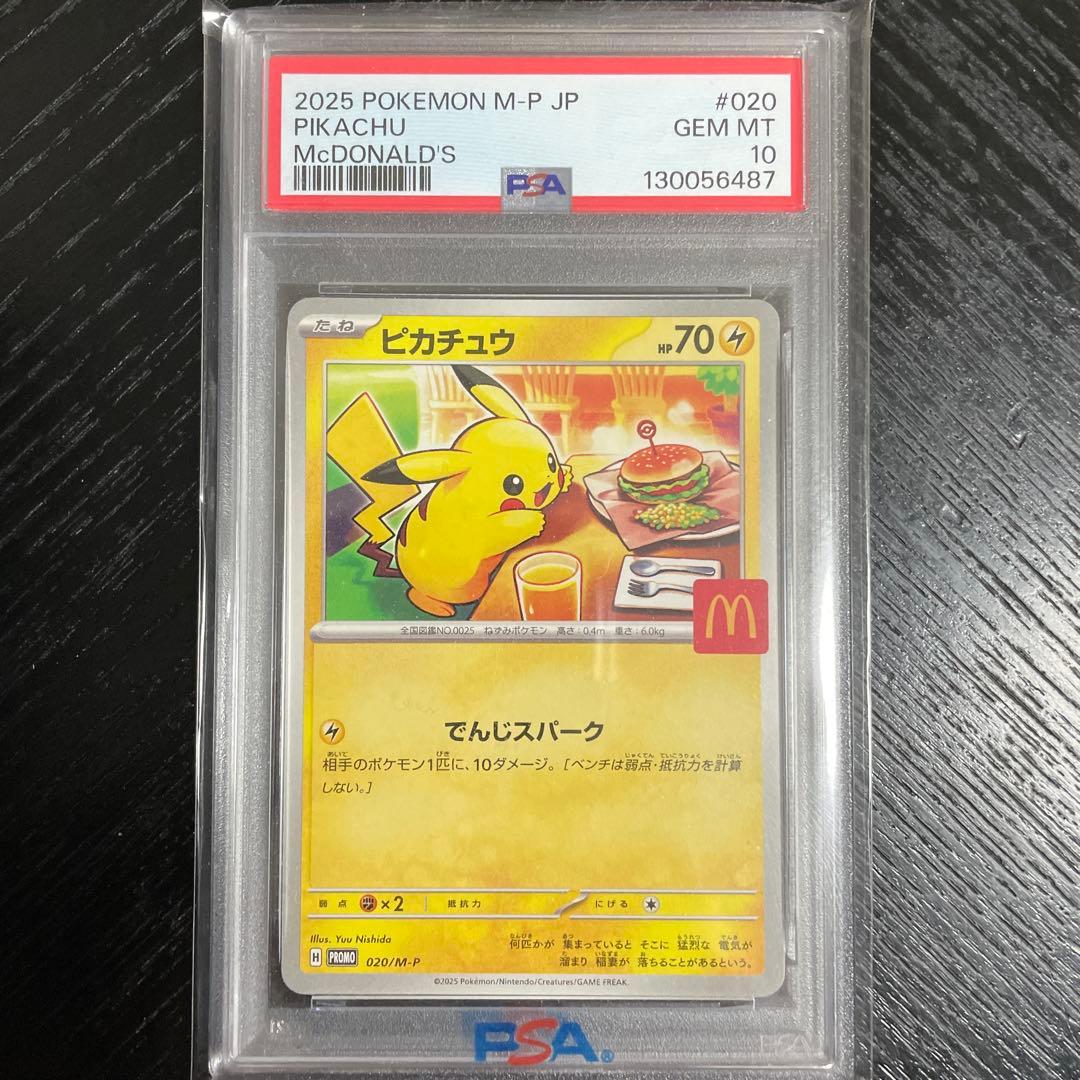 2025 POKEMON M-P JP #020
PIKACHU GEM MT
McDONALD'S 10
PSA 130056487
たね ピカチュウ HP70
全国図鑑NO.0025 ねずみポケモン 高さ:0.4m 重さ:6.0kg
でんじスパーク
相手のポケモン1匹に、10ダメージ。[ベンチは弱点・抵抗力を計算
しない。]
弱点 ×2 抵抗力 にげる
Illus. Yuu Nishida
何匹かが 集まっていると そこに 猛烈な 電気が
溜まり 稲妻が 落ちることがあるという。
H PROMO 020/M-P
©2025 Pokémon/Nintendo/Creatures/GAME FREAK.
PSA®
PSA